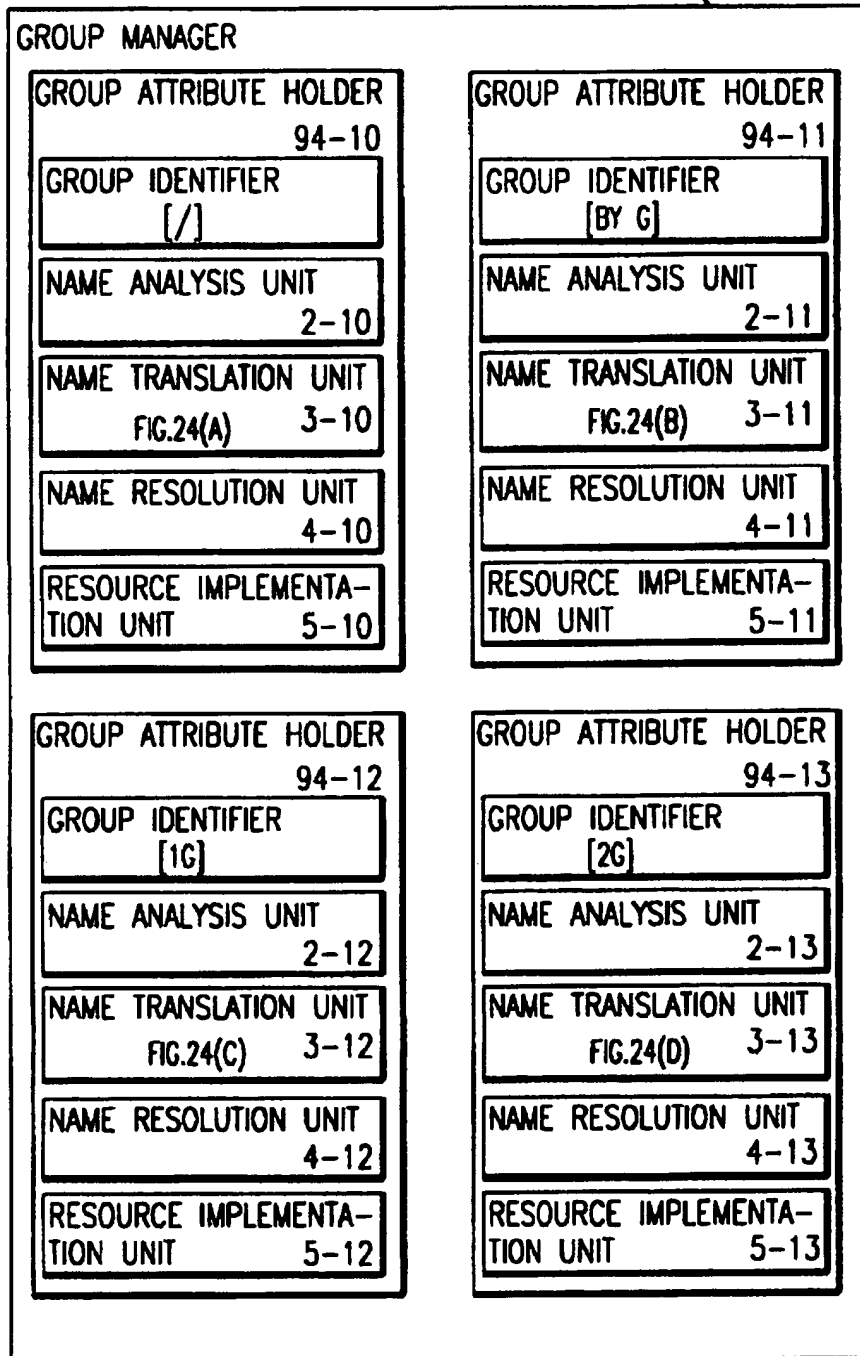 GROUP MANAGER
GROUP ATTRIBUTE HOLDER
94-10
GROUP IDENTIFIER
[/]
NAME ANALYSIS UNIT
2-10
NAME TRANSLATION UNIT
FIG.24(A) 3-10
NAME RESOLUTION UNIT
4-10
RESOURCE IMPLEMENTA-
TION UNIT 5-10
GROUP ATTRIBUTE HOLDER
94-11
GROUP IDENTIFIER
[BY G]
NAME ANALYSIS UNIT
2-11
NAME TRANSLATION UNIT
FIG.24(B) 3-11
NAME RESOLUTION UNIT
4-11
RESOURCE IMPLEMENTA-
TION UNIT 5-11
GROUP ATTRIBUTE HOLDER
94-12
GROUP IDENTIFIER
[1G]
NAME ANALYSIS UNIT
2-12
NAME TRANSLATION UNIT
FIG.24(C) 3-12
NAME RESOLUTION UNIT
4-12
RESOURCE IMPLEMENTA-
TION UNIT 5-12
GROUP ATTRIBUTE HOLDER
94-13
GROUP IDENTIFIER
[2G]
NAME ANALYSIS UNIT
2-13
NAME TRANSLATION UNIT
FIG.24(D) 3-13
NAME RESOLUTION UNIT
4-13
RESOURCE IMPLEMENTA-
TION UNIT 5-13